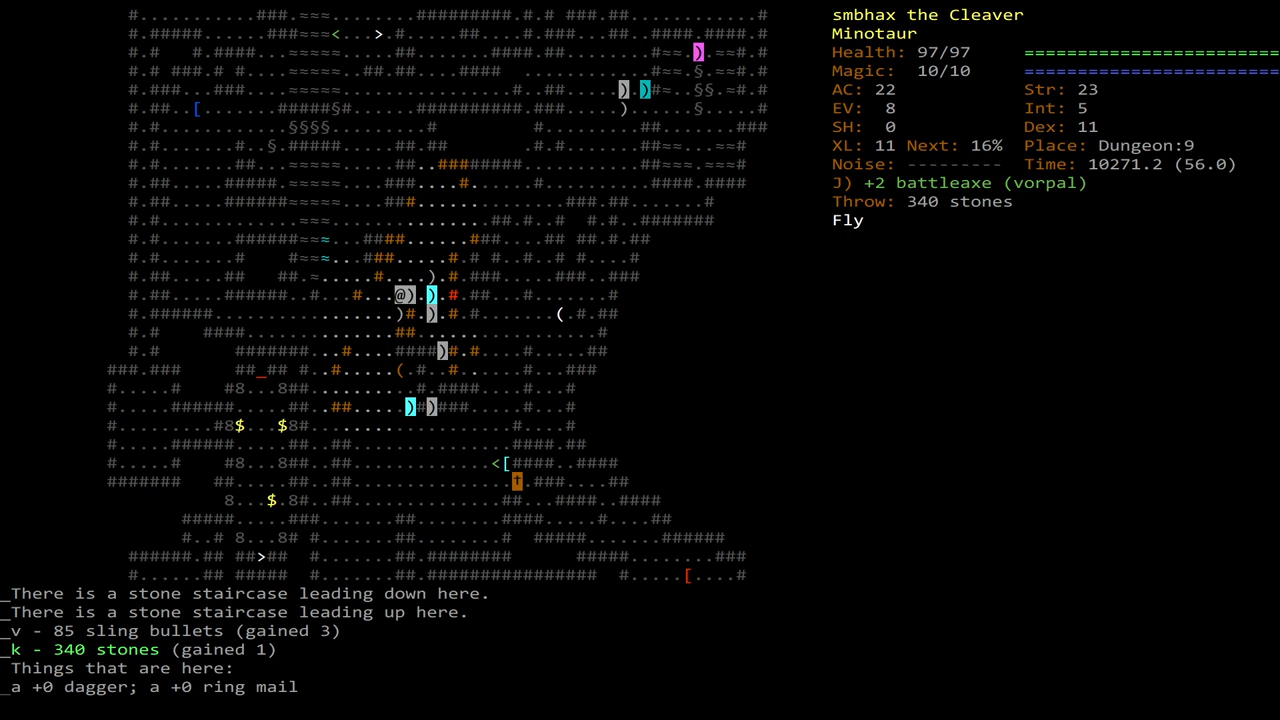 smbhax the Cleaver
Minotaur
Health: 97/97 ========================
Magic: 10/10 ========================
AC: 22 Str: 23
EV: 8 Int: 5
SH: 0 Dex: 11
XL: 11 Next: 16% Place: Dungeon:9
Noise: --------- Time: 10271.2 (56.0)
J) +2 battleaxe (vorpal)
Throw: 340 stones
Fly
_There is a stone staircase leading down here.
_There is a stone staircase leading up here.
_v - 85 sling bullets (gained 3)
_k - 340 stones (gained 1)
Things that are here:
_a +0 dagger; a +0 ring mail